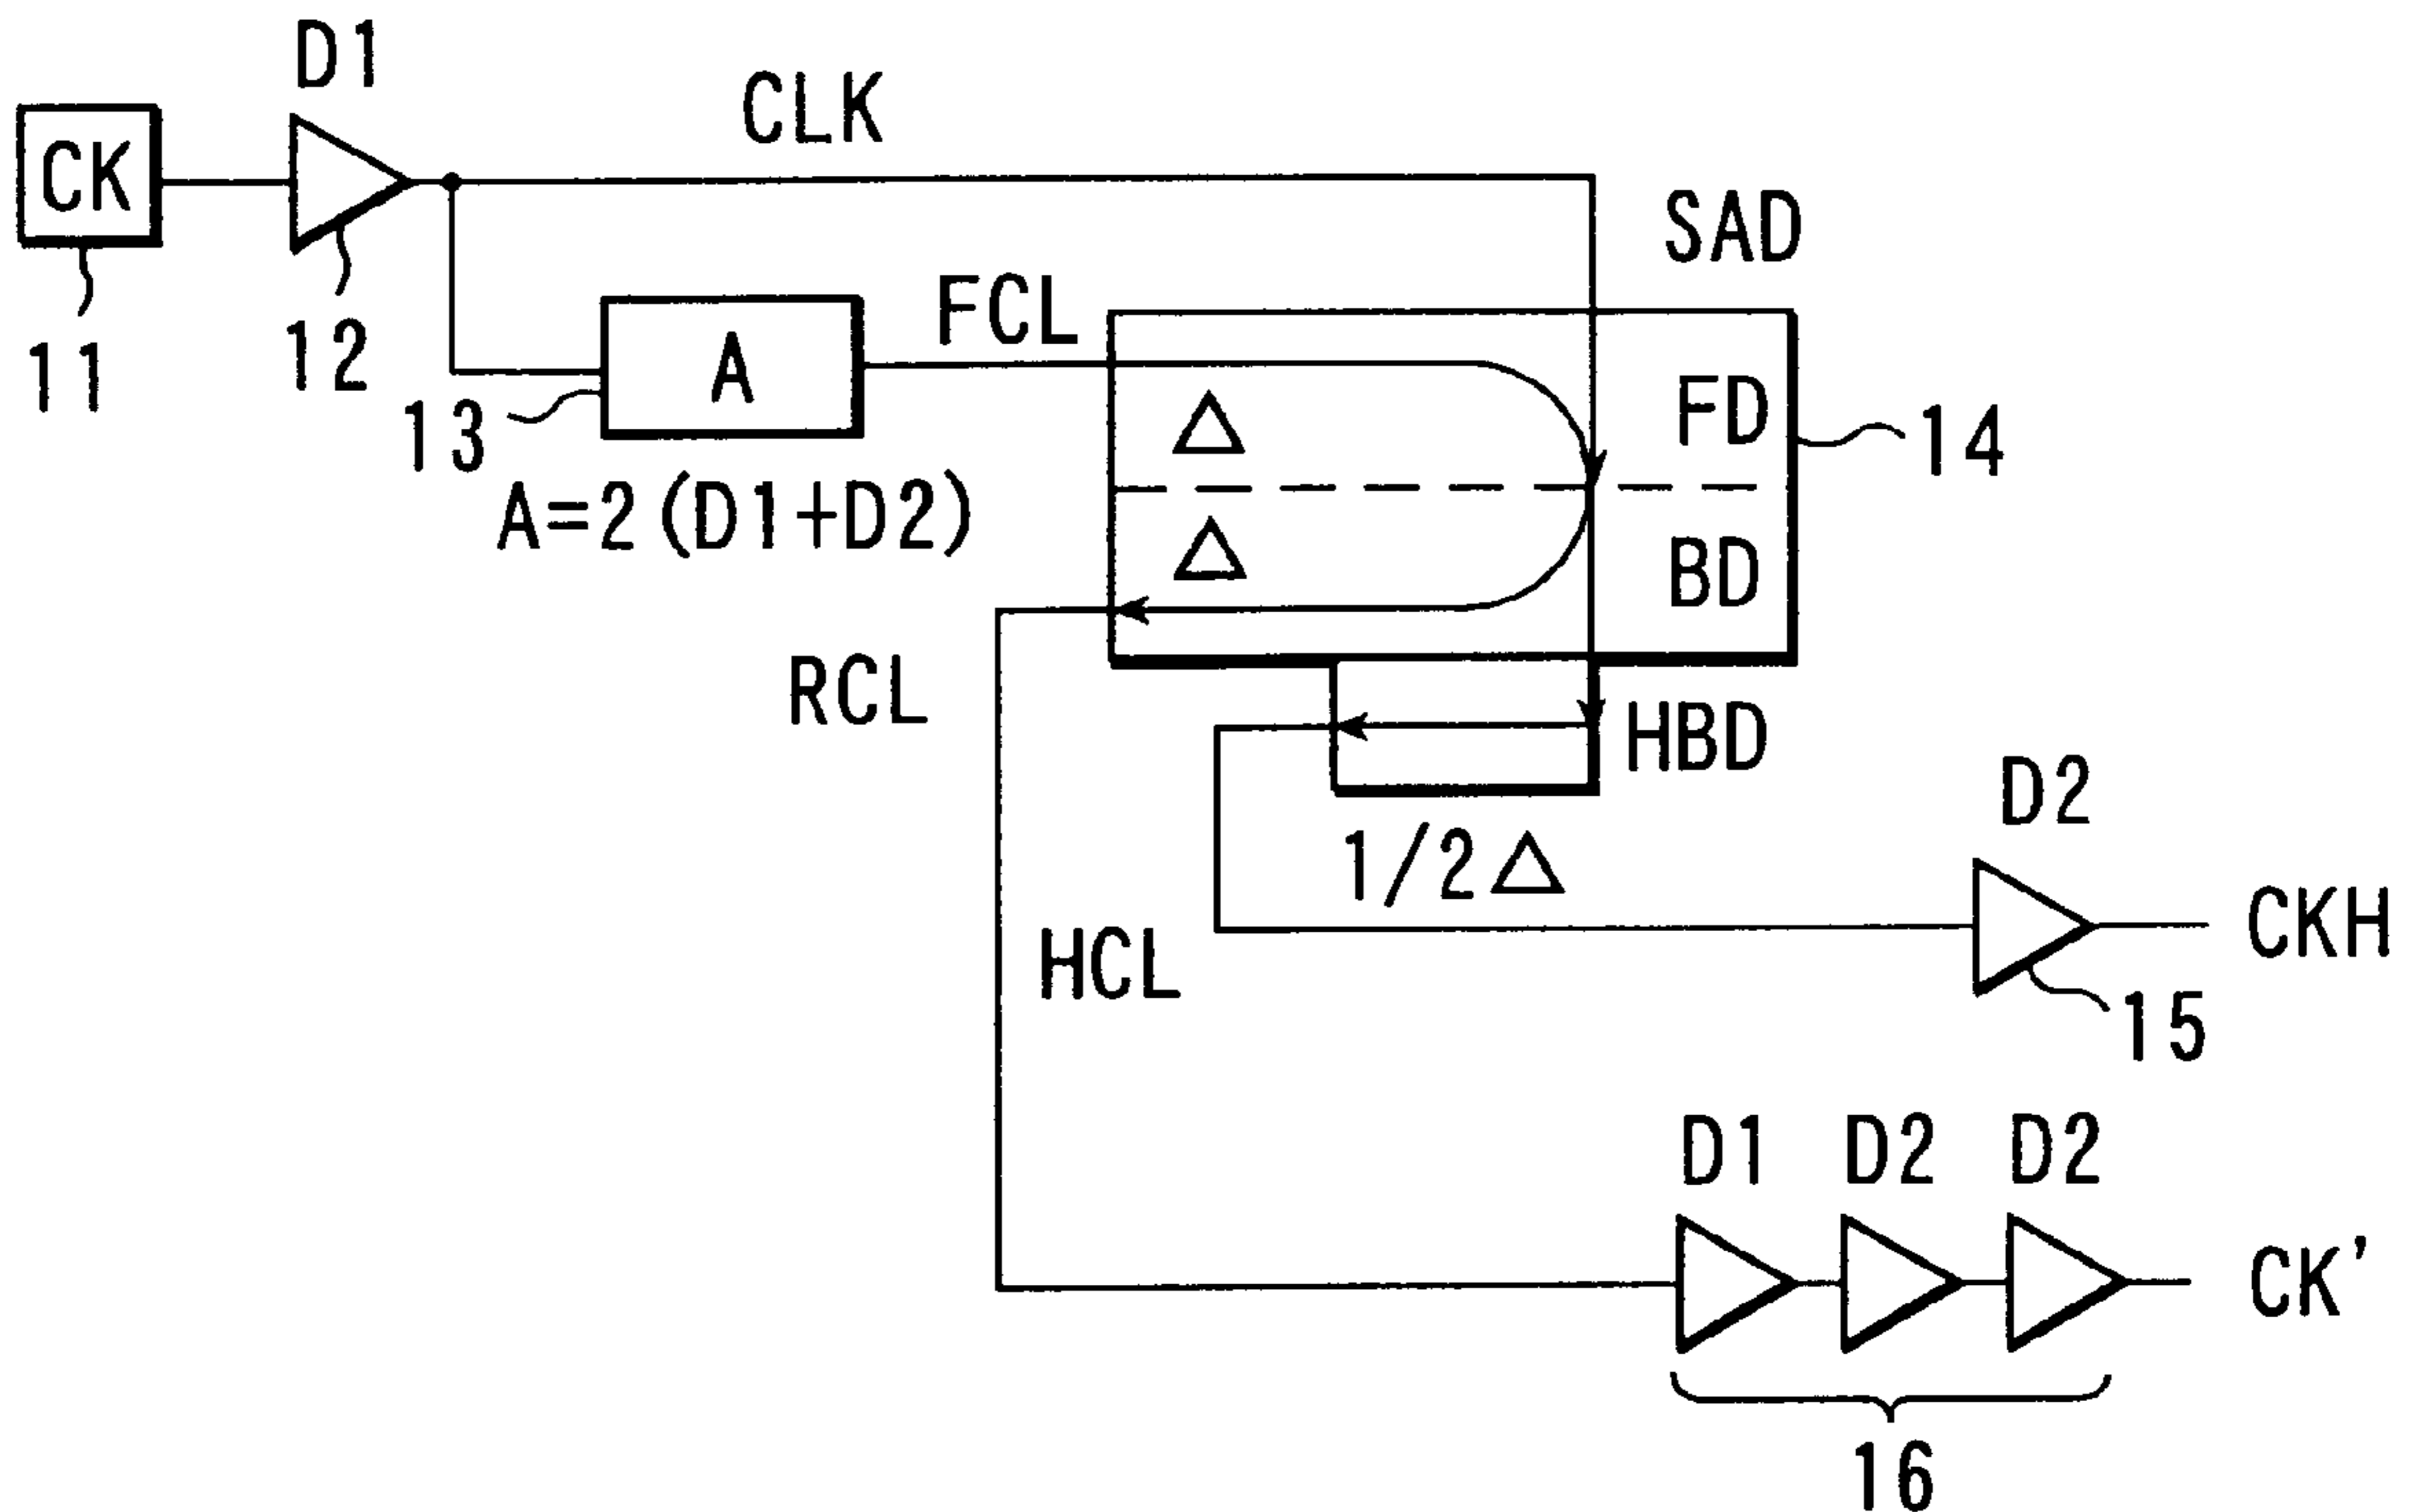 D1
CLK
CK
SAD
FCL
11
12
13
A
FD
14
A=2(D1+D2)
△
△
BD
RCL
HBD
D2
1/2△
HCL
CKH
15
D1 D2 D2
CK'
16